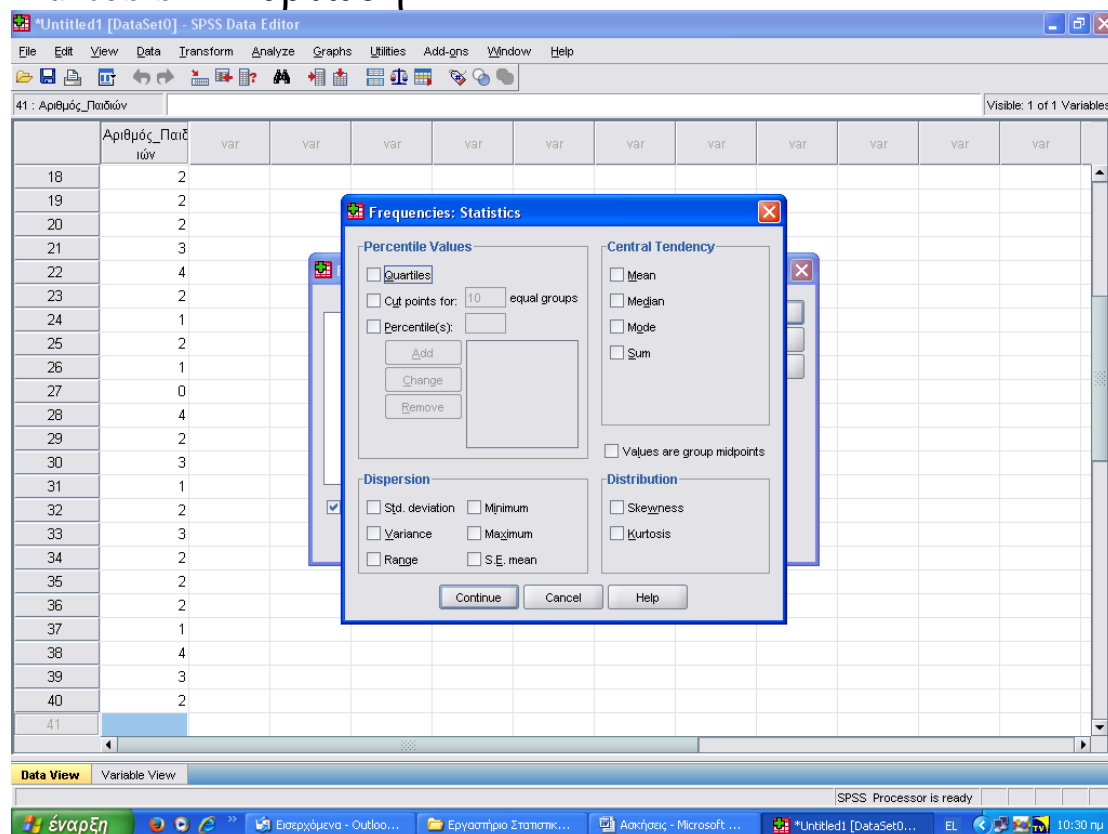 *Untitled1 [DataSet0] - SPSS Data Editor
File Edit View Data Transform Analyze Graphs Utilities Add-ons Window Help
41 : Αριθμός_Παιδιών
Visible: 1 of 1 Variables
Αριθμός_Παιδ
ιών
var var var var var var var var var var var
18 2
19 2
20 2
21 3
22 4
23 2
24 1
25 2
26 1
27 0
28 4
29 2
30 3
31 1
32 2
33 3
34 2
35 2
36 2
37 1
38 4
39 3
40 2
41
Frequencies: Statistics
Percentile Values
Quartiles
Cut points for: 10 equal groups
Percentile(s):
Add
Change
Remove
Central Tendency
Mean
Median
Mode
Sum
Values are group midpoints
Dispersion
Std. deviation Minimum
Variance Maximum
Range S.E. mean
Distribution
Skewness
Kurtosis
Continue Cancel Help
Data View Variable View
SPSS Processor is ready
έναρξη
Εισερχόμενα - Outloo...
Εργαστήριο Στατιστικ...
Ασκήσεις - Microsoft ...
*Untitled1 [DataSet0...
EL
10:30 πμ